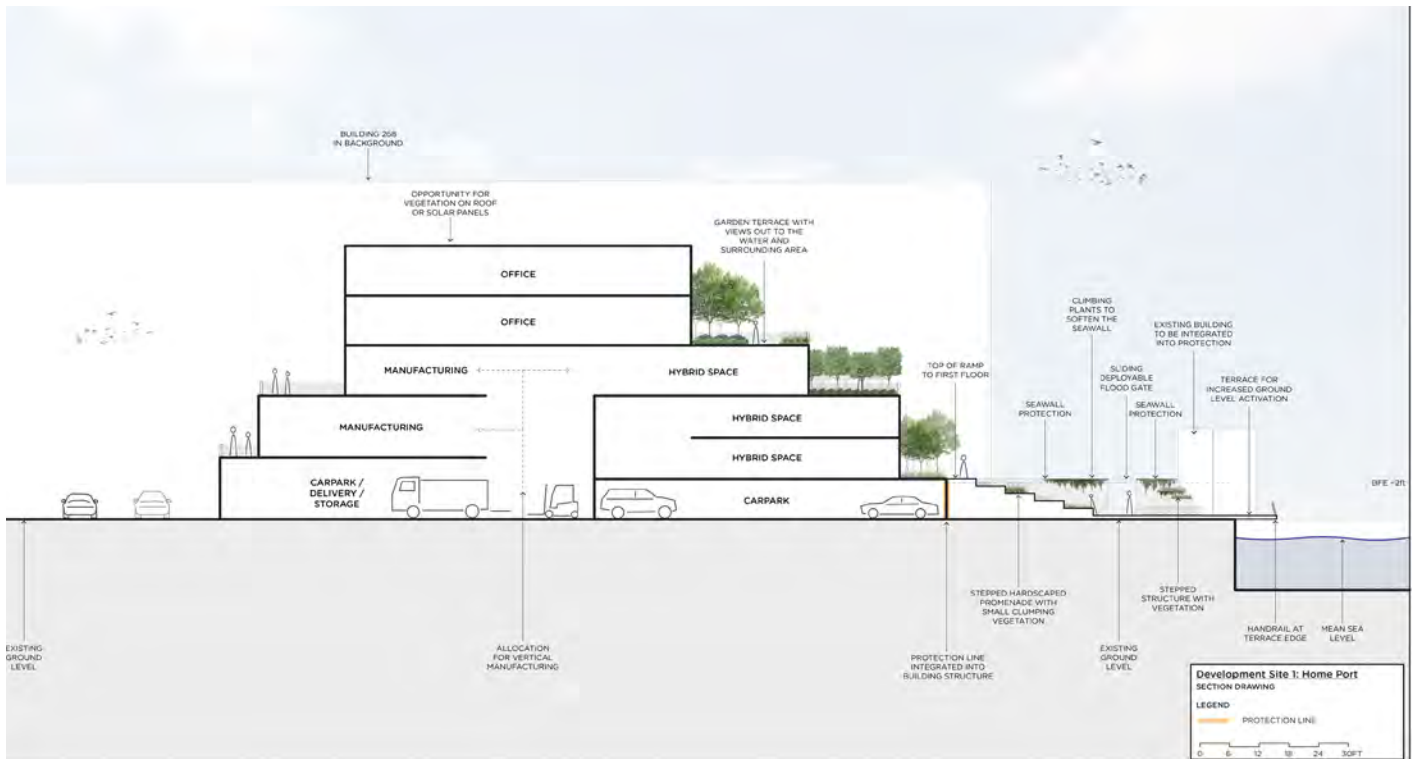 BUILDING 268
IN BACKGROUND
OPPORTUNITY FOR
VEGETATION ON ROOF
OR SOLAR PANELS
GARDEN TERRACE WITH
VIEWS OUT TO THE
WATER AND
SURROUNDING AREA
OFFICE
OFFICE
MANUFACTURING
HYBRID SPACE
MANUFACTURING
HYBRID SPACE
HYBRID SPACE
CARPARK /
DELIVERY /
STORAGE
CARPARK
TOP OF RAMP
TO FIRST FLOOR
SEAWALL
PROTECTION
CLIMBING
PLANTS TO
SOFTEN THE
SEAWALL
SLIDING
DEPLOYABLE
FLOOD GATE
EXISTING BUILDING
TO BE INTEGRATED
INTO PROTECTION
SEAWALL
PROTECTION
TERRACE FOR
INCREASED GROUND
LEVEL ACTIVATION
BFE +2ft
EXISTING
GROUND
LEVEL
ALLOCATION
FOR VERTICAL
MANUFACTURING
PROTECTION LINE
INTEGRATED INTO
BUILDING STRUCTURE
STEPPED HARDSCAPED
PROMENADE WITH
SMALL CLUMPING
VEGETATION
EXISTING
GROUND
LEVEL
STEPPED
STRUCTURE WITH
VEGETATION
HANDRAIL AT
TERRACE EDGE
MEAN SEA
LEVEL
Development Site 1: Home Port
SECTION DRAWING
LEGEND
PROTECTION LINE
0 6 12 18 24 30FT